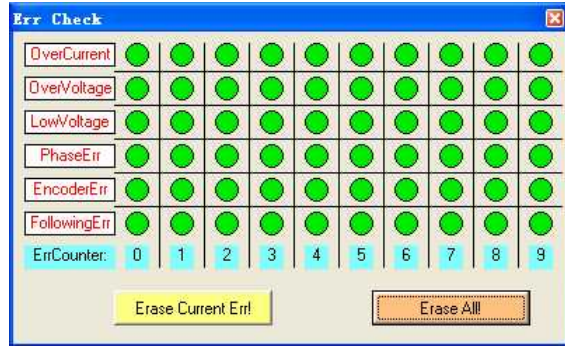 Err Check
OverCurrent
OverVoltage
LowVoltage
PhaseErr
EncoderErr
FollowingErr
ErrCounter: 0 1 2 3 4 5 6 7 8 9
Erase Current Err! Erase All!